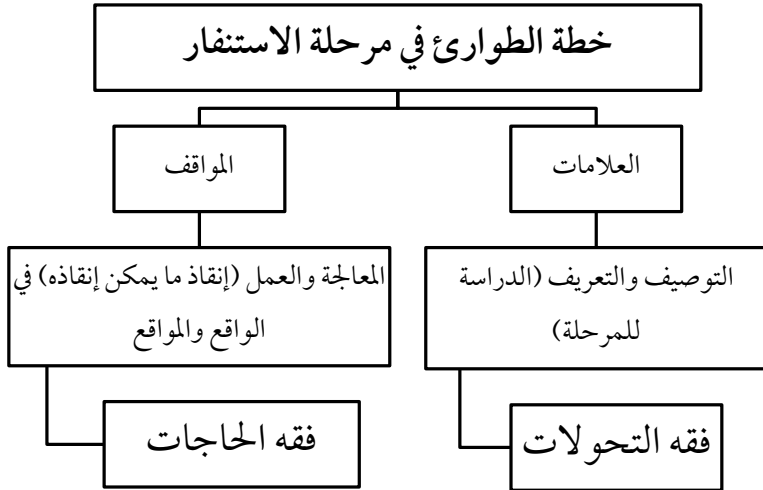 خطة الطوارئ في مرحلة الاستنفار
العلامات
المواقف
التوصيف والتعريف (الدراسة
للمرحلة)
المعالجة والعمل (إنقاذ ما يمكن إنقاذه) في
الواقع والمواقع
فقه التحولات
فقه الحاجات